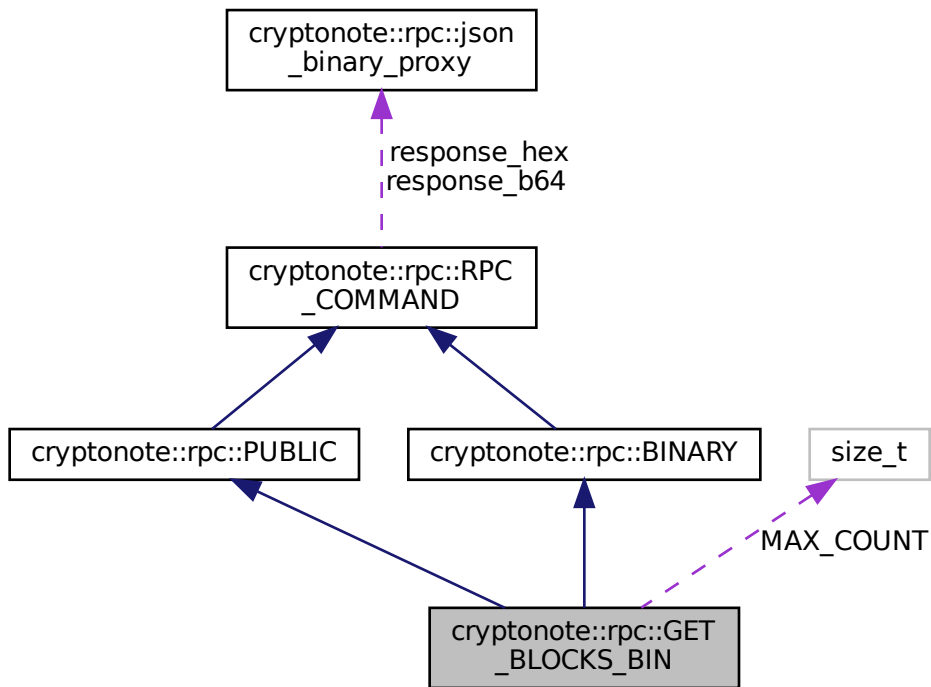 cryptonote::rpc::json
_binary_proxy
response_hex
response_b64
cryptonote::rpc::RPC
_COMMAND
cryptonote::rpc::PUBLIC
cryptonote::rpc::BINARY
size_t
MAX_COUNT
cryptonote::rpc::GET
_BLOCKS_BIN